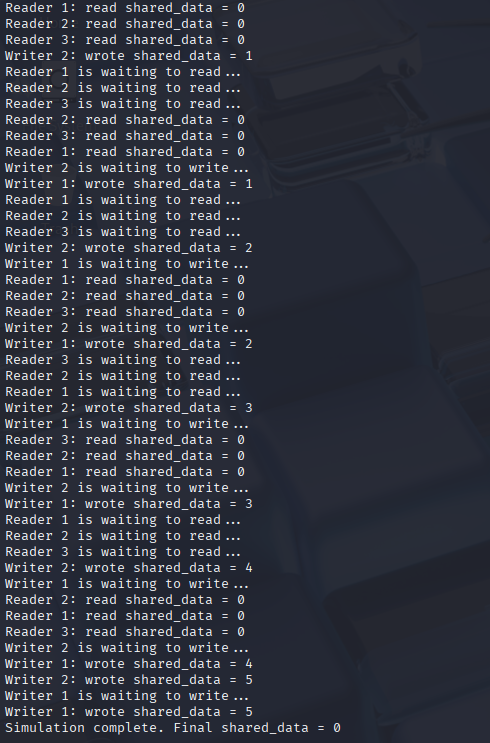 Reader 1: read shared_data = 0
Reader 2: read shared_data = 0
Reader 3: read shared_data = 0
Writer 2: wrote shared_data = 1
Reader 1 is waiting to read...
Reader 2 is waiting to read...
Reader 3 is waiting to read...
Reader 2: read shared_data = 0
Reader 3: read shared_data = 0
Reader 1: read shared_data = 0
Writer 2 is waiting to write...
Writer 1: wrote shared_data = 1
Reader 1 is waiting to read...
Reader 2 is waiting to read...
Reader 3 is waiting to read...
Writer 2: wrote shared_data = 2
Writer 1 is waiting to write...
Reader 1: read shared_data = 0
Reader 2: read shared_data = 0
Reader 3: read shared_data = 0
Writer 2 is waiting to write...
Writer 1: wrote shared_data = 2
Reader 3 is waiting to read...
Reader 2 is waiting to read...
Reader 1 is waiting to read...
Writer 2: wrote shared_data = 3
Writer 1 is waiting to write...
Reader 3: read shared_data = 0
Reader 2: read shared_data = 0
Reader 1: read shared_data = 0
Writer 2 is waiting to write...
Writer 1: wrote shared_data = 3
Reader 1 is waiting to read...
Reader 2 is waiting to read...
Reader 3 is waiting to read...
Writer 2: wrote shared_data = 4
Writer 1 is waiting to write...
Reader 2: read shared_data = 0
Reader 1: read shared_data = 0
Reader 3: read shared_data = 0
Writer 2 is waiting to write...
Writer 1: wrote shared_data = 4
Writer 2: wrote shared_data = 5
Writer 1 is waiting to write...
Writer 1: wrote shared_data = 5
Simulation complete. Final shared_data = 0